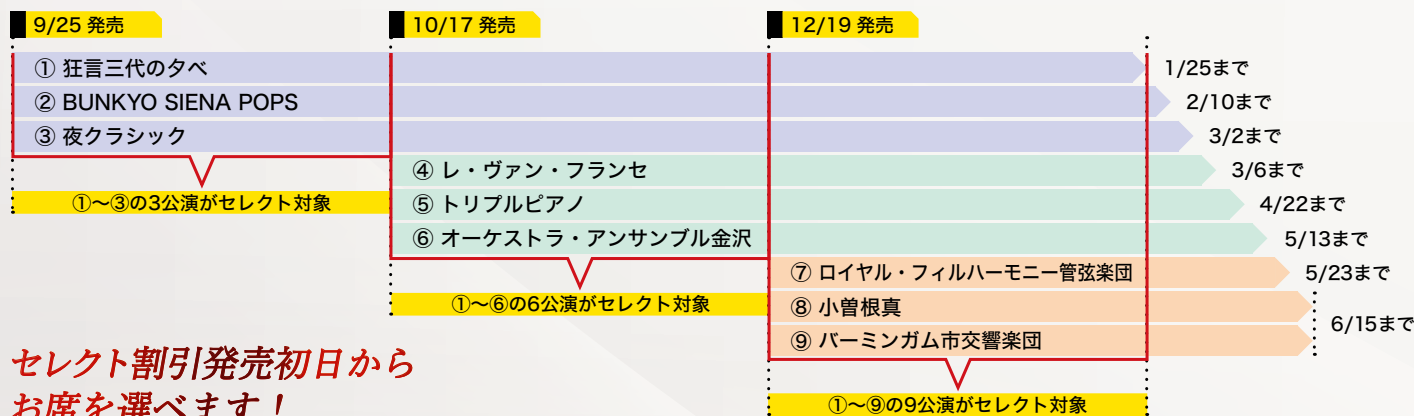 9/25 発売
10/17 発売
12/19 発売
① 狂言三代の夕べ
1/25まで
② BUNKYO SIENA POPS
2/10まで
③ 夜クラシック
3/2まで
④ レ・ヴァン・フランセ
3/6まで
①〜③の3公演がセレクト対象
⑤ トリプルピアノ
4/22まで
⑥ オーケストラ・アンサンブル金沢
5/13まで
⑦ ロイヤル・フィルハーモニー管弦楽団
5/23まで
①〜⑥の6公演がセレクト対象
⑧ 小曽根真
6/15まで
⑨ バーミンガム市交響楽団
セレクト割引発売初日から
お席を選べます！
①〜⑨の9公演がセレクト対象